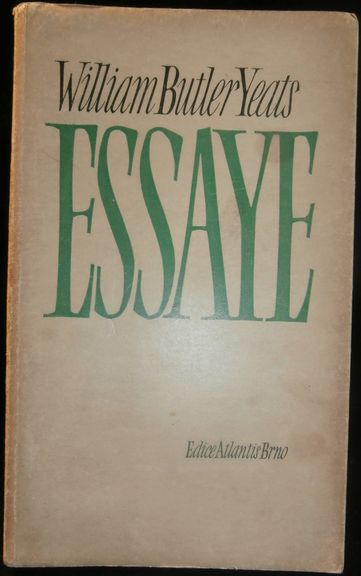 William Butler Yeats
ESSAYE
Edice Atlantis Brno